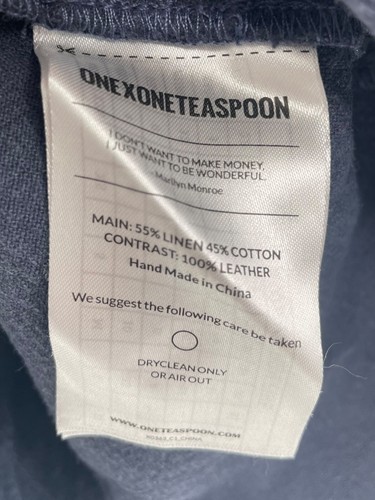 ONEXONETEASPOON
I DON'T WANT TO MAKE MONEY,
I JUST WANT TO BE WONDERFUL.
- Marilyn Monroe
MAIN: 55% LINEN 45% COTTON
CONTRAST: 100% LEATHER
Hand Made in China
We suggest the following care be taken
DRYCLEAN ONLY
OR AIR OUT
WWW.ONETEASPOON.COM